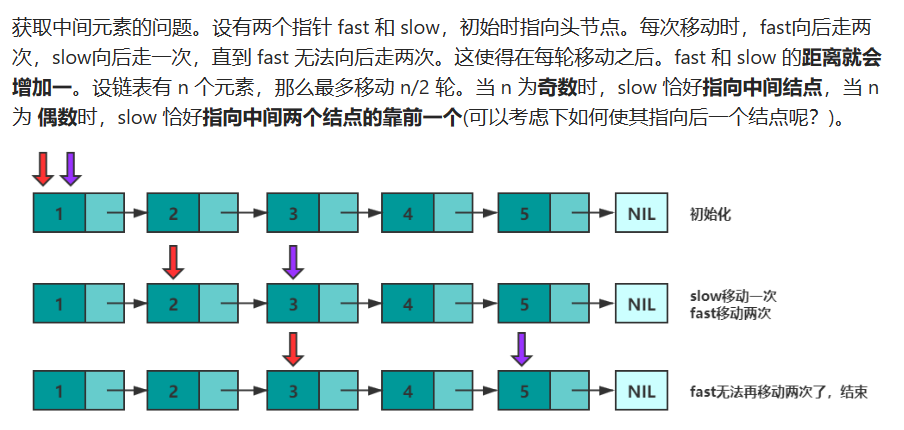 获取中间元素的问题。设有两个指针 fast 和 slow，初始时指向头节点。每次移动时，fast向后走两
次，slow向后走一次，直到 fast 无法向后走两次。这使得在每轮移动之后。fast 和 slow 的距离就会
增加一。设链表有 n 个元素，那么最多移动 n/2 轮。当 n 为奇数时，slow 恰好指向中间结点，当 n
为 偶数时，slow 恰好指向中间两个结点的靠前一个(可以考虑下如何使其指向后一个结点呢？)。
1 2 3 4 5 NIL 初始化
1 2 3 4 5 NIL slow移动一次
fast移动两次
1 2 3 4 5 NIL fast无法再移动两次了，结束